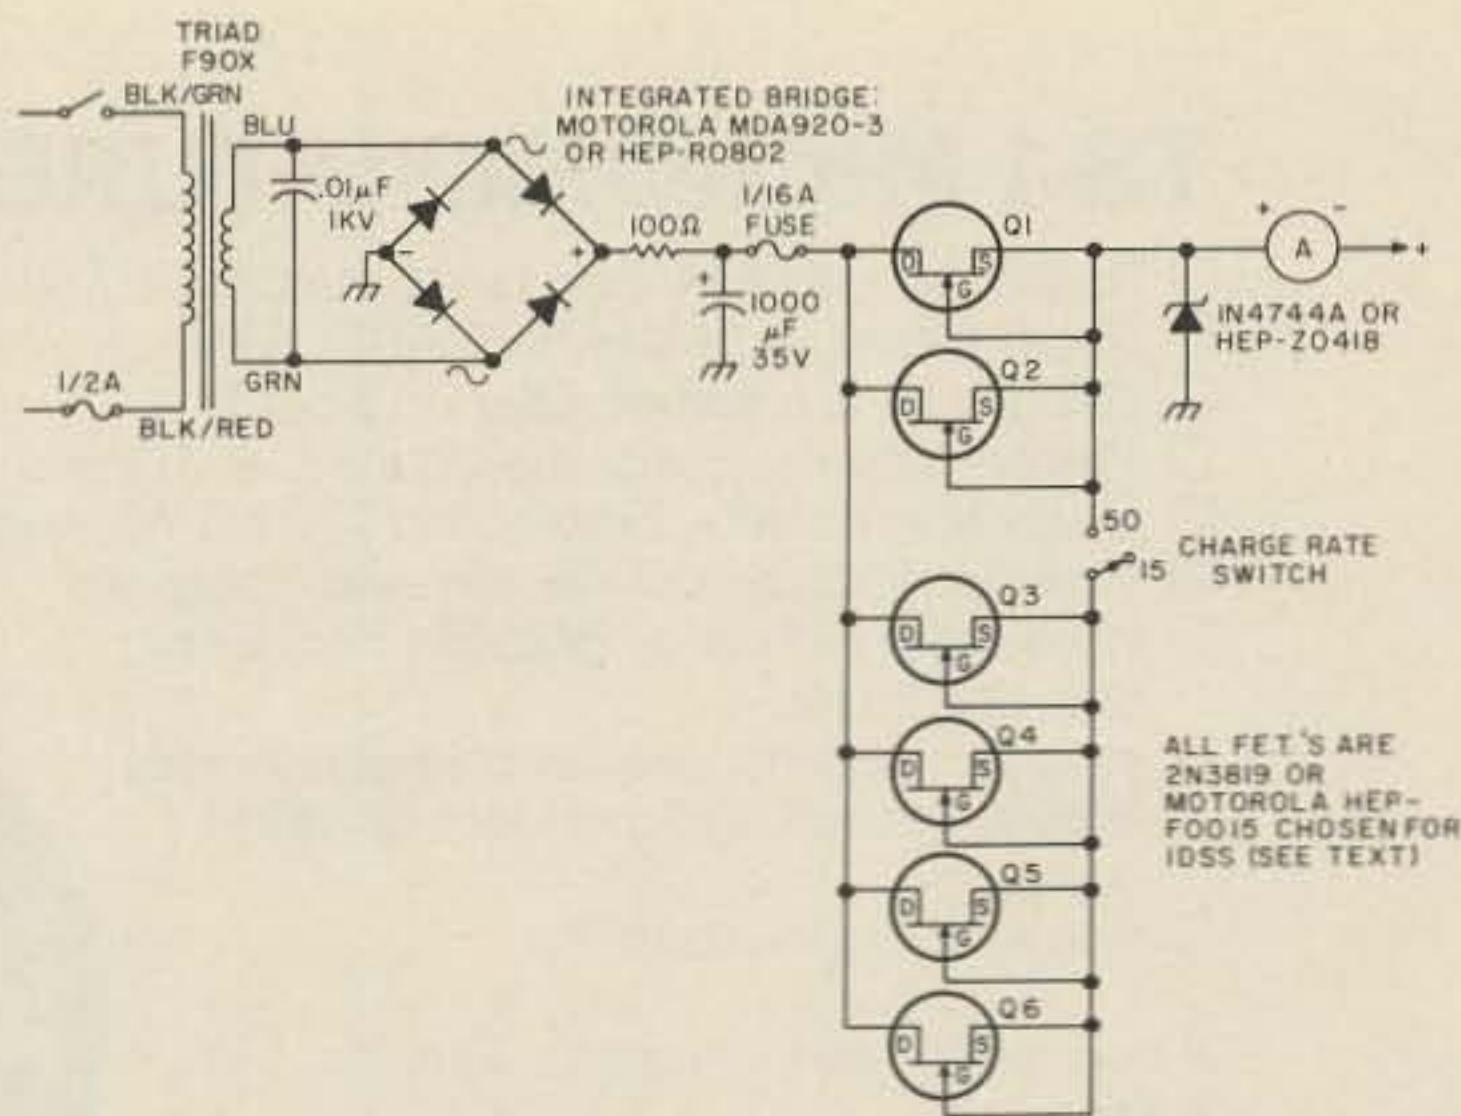 TRIAD
F90X
BLK/GRN
BLU
.01µF
1KV
1/2A
GRN
BLK/RED
INTEGRATED BRIDGE:
MOTOROLA MDA920-3
OR HEP-R0802
-
+
100Ω
1/16A
FUSE
+
1000
µF
35V
Q1
D
S
G
Q2
D
S
G
+
-
A
+
1N4744A OR
HEP-Z0418
50
15
CHARGE RATE
SWITCH
Q3
D
S
G
Q4
D
S
G
Q5
D
S
G
Q6
D
S
G
ALL FET'S ARE
2N3819 OR
MOTOROLA HEP-
F0015 CHOSEN FOR
IDSS (SEE TEXT)